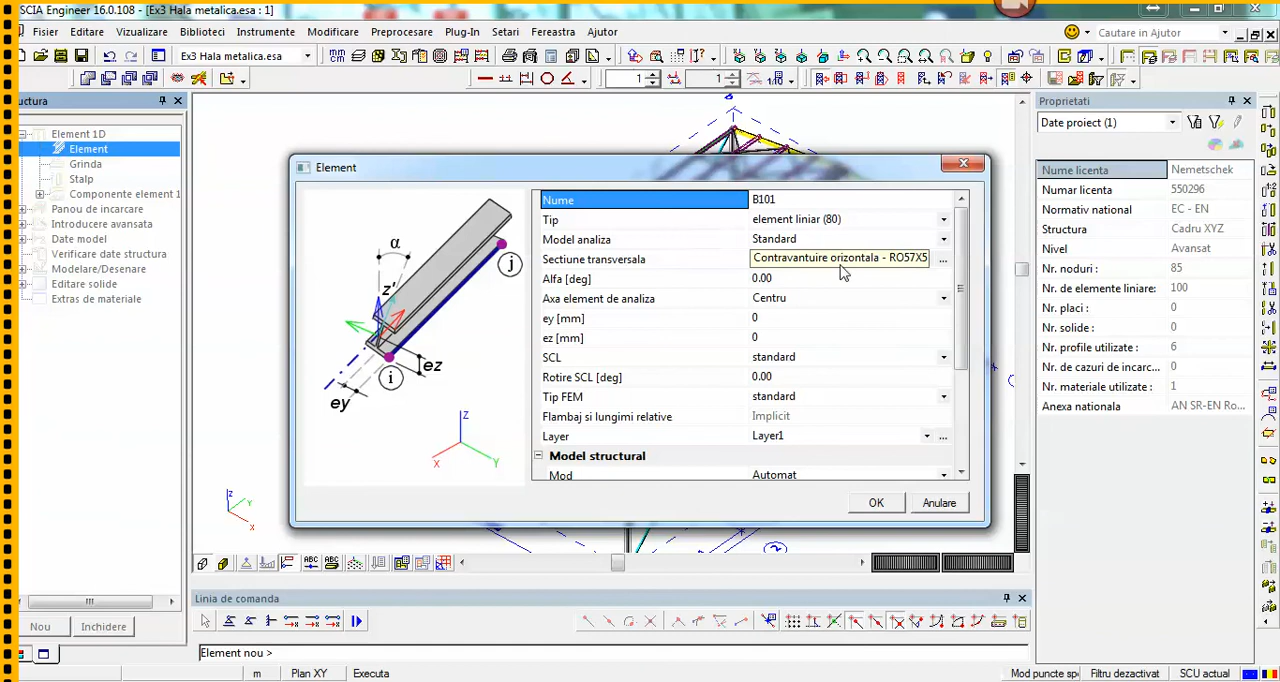 SCIA Engineer 16.0.108 - [Ex3 Hala metalica.esa : 1]
Fisier Editare Vizualizare Biblioteci Instrumente Modificare Preprocesare Plug-In Setari Fereastra Ajutor
Cautare in Ajutor
Ex3 Hala metalica.esa
1 1
uctura
Element 1D
Element
Grinda
Stalp
Componente element 1
Panou de incarcare
Introducere avansata
Date model
Modelare/Desenare
Editare solide
Extras de materiale
Nou Inchidere
Element
α
z'
j
i
ez
ey
Z
X
Y
Nume B101
Tip element liniar (80)
Model analiza Standard
Sectiune transversala Contravantuire orizontala - RO57X5 ...
Alfa [deg] 0.00
Axa element de analiza Centru
ey [mm] 0
ez [mm] 0
SCL standard
Rotire SCL [deg] 0.00
Tip FEM standard
Flambaj si lungimi relative Implicit
Layer Layer1 ...
Model structural
Mod Automat
OK Anulare
Proprietati
Date proiect (1)
Nume licenta Nemetschek
Numar licenta 550296
Normativ national EC - EN
Structura Cadru XYZ
Nivel Avansat
Nr. noduri : 85
Nr. de elemente liniare: 100
Nr. placi : 0
Nr. solide : 0
Nr. profile utilizate : 6
Nr. de cazuri de incarc... 0
Nr. materiale utilizate : 1
Anexa nationala AN SR-EN Ro...
Linia de comanda
Element nou >
m Plan XY Executa
Mod puncte sp Filtru dezactivat SCU actual